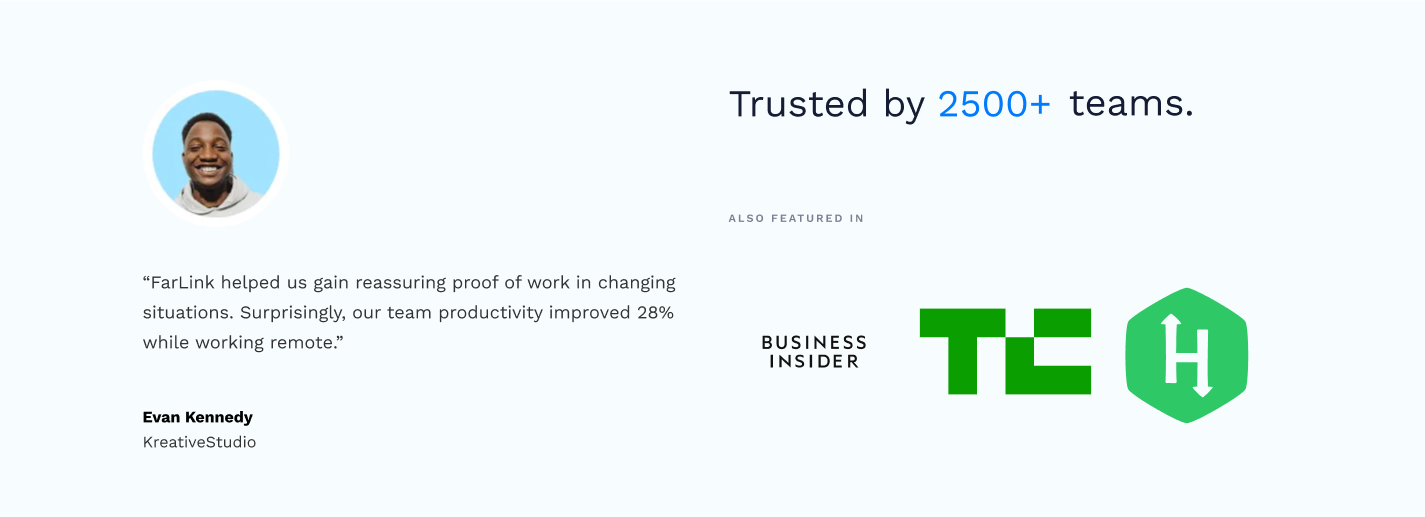 “FarLink helped us gain reassuring proof of work in changing
situations. Surprisingly, our team productivity improved 28%
while working remote.”
Evan Kennedy
KreativeStudio
Trusted by 2500+ teams.
ALSO FEATURED IN
BUSINESS
INSIDER
TC
H